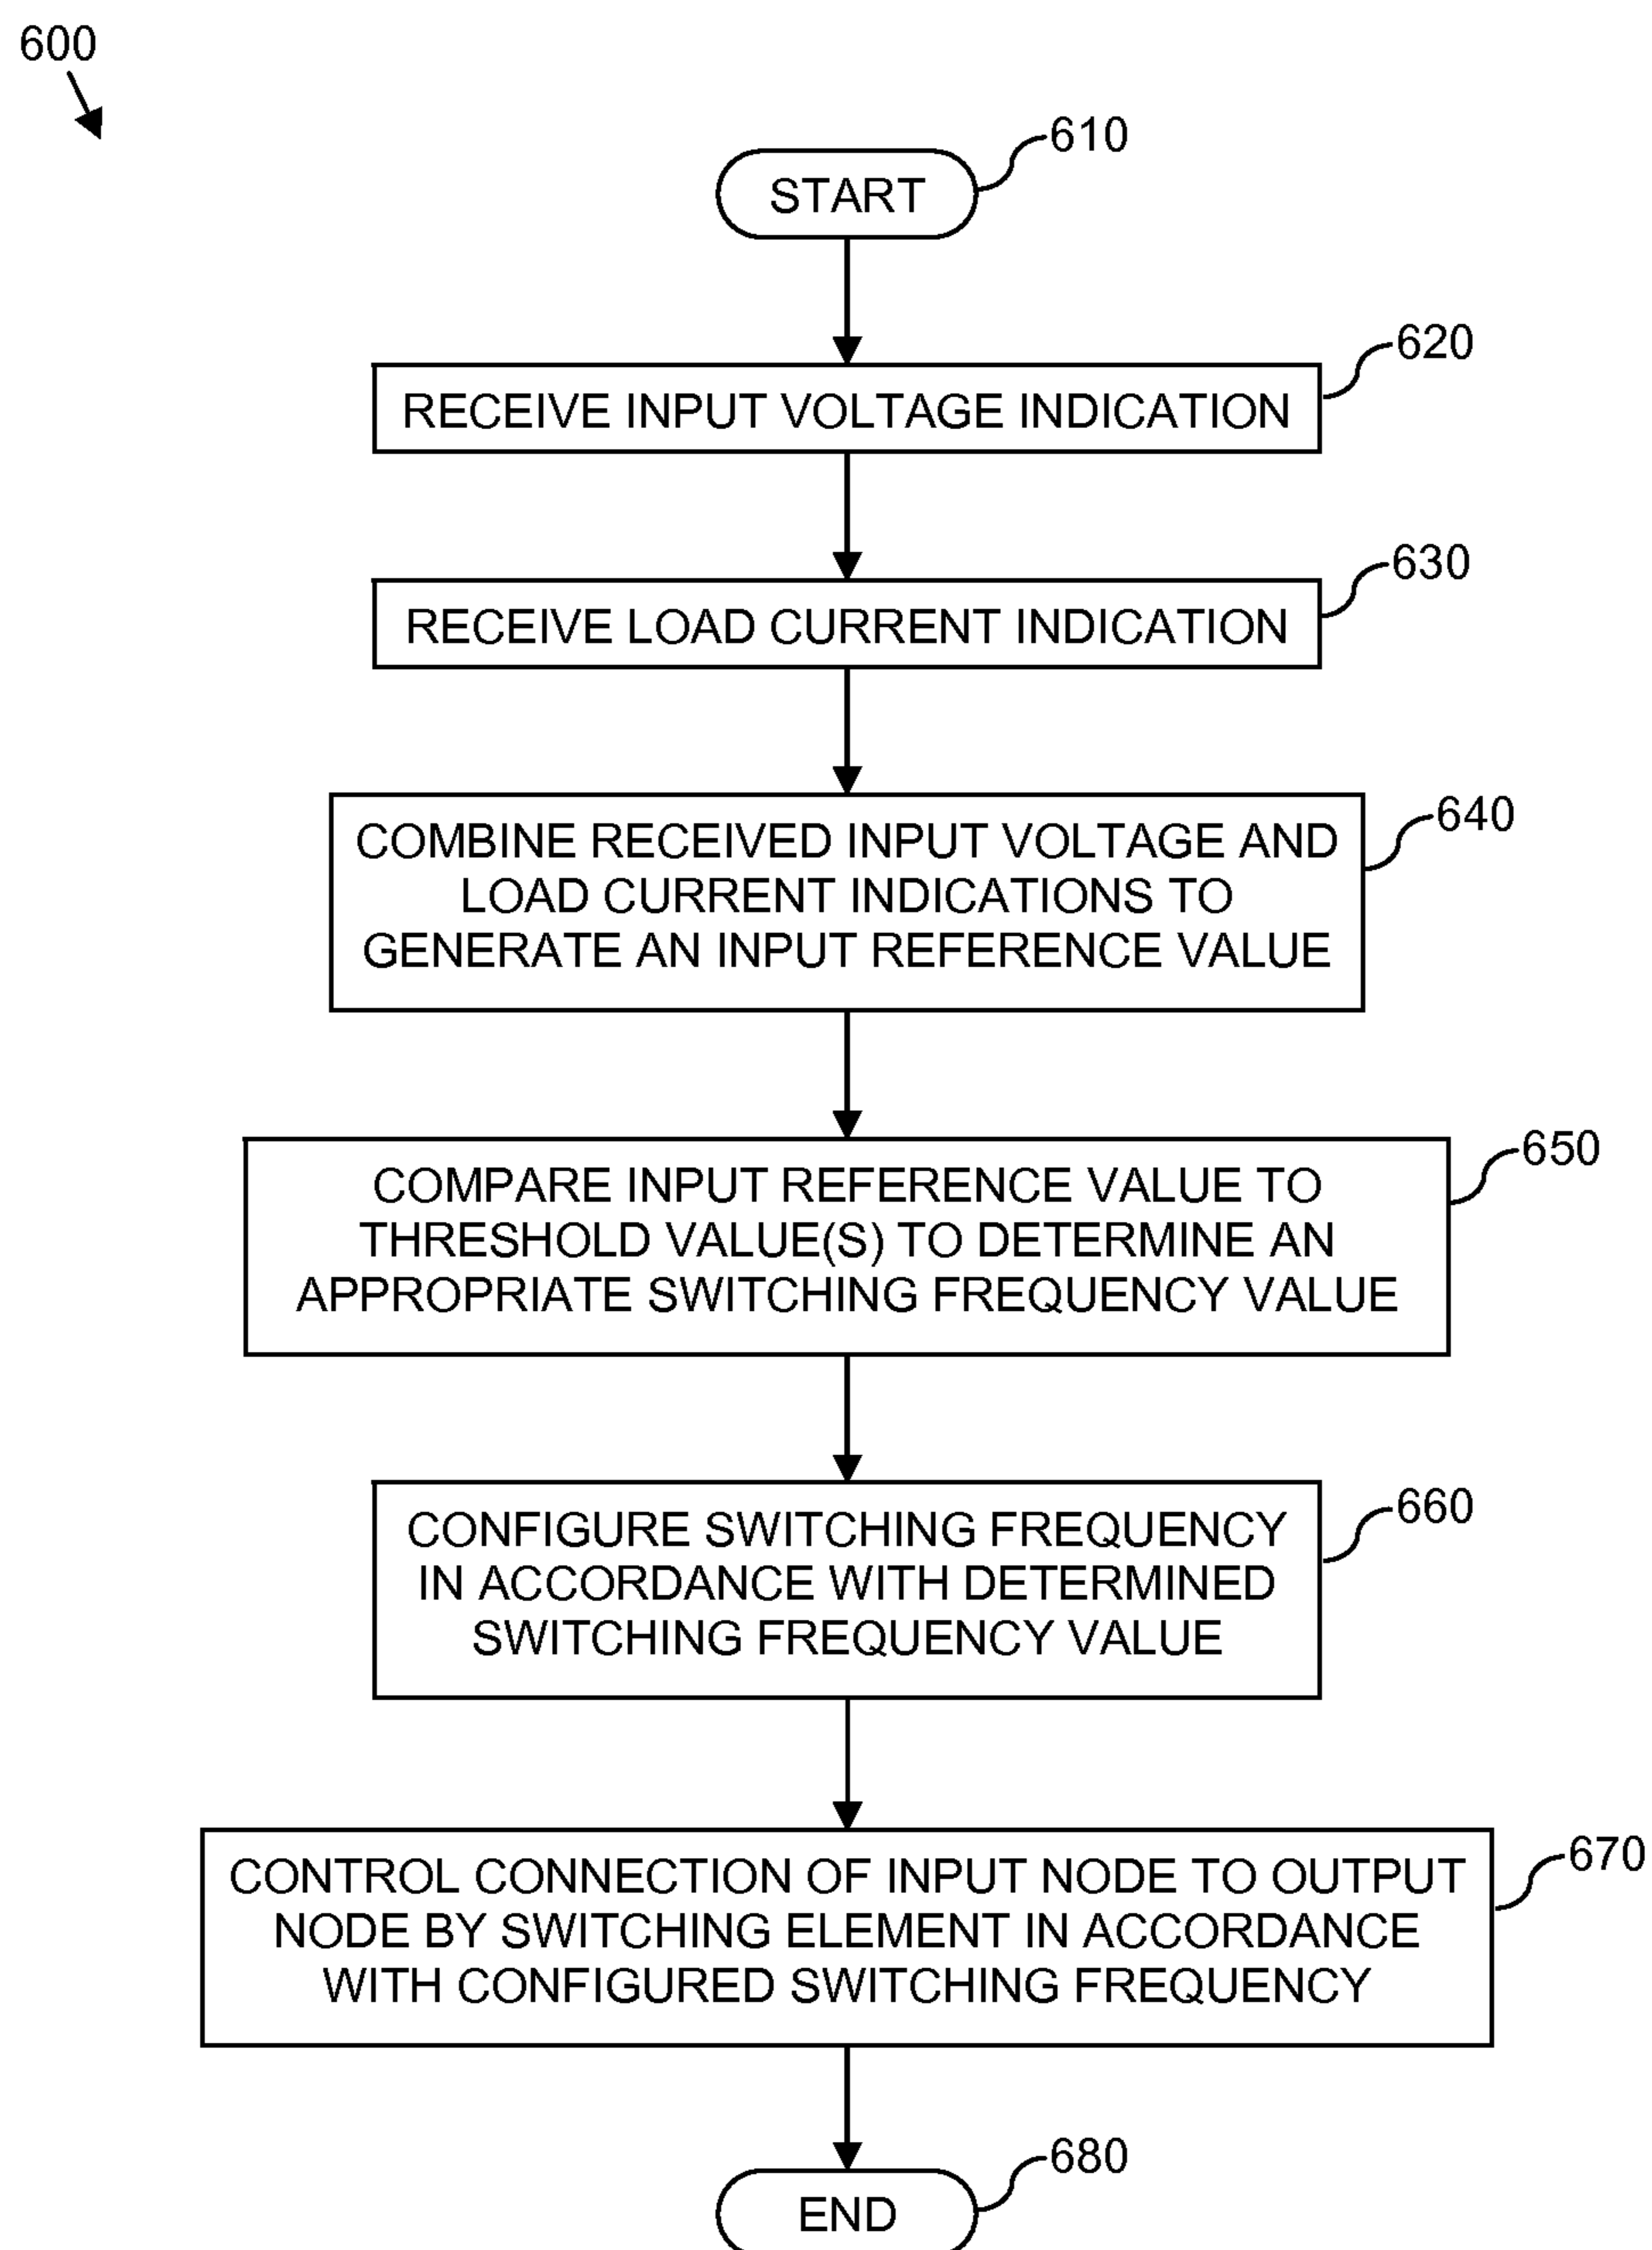 600
610
START
620
RECEIVE INPUT VOLTAGE INDICATION
630
RECEIVE LOAD CURRENT INDICATION
640
COMBINE RECEIVED INPUT VOLTAGE AND
LOAD CURRENT INDICATIONS TO
GENERATE AN INPUT REFERENCE VALUE
650
COMPARE INPUT REFERENCE VALUE TO
THRESHOLD VALUE(S) TO DETERMINE AN
APPROPRIATE SWITCHING FREQUENCY VALUE
660
CONFIGURE SWITCHING FREQUENCY
IN ACCORDANCE WITH DETERMINED
SWITCHING FREQUENCY VALUE
670
CONTROL CONNECTION OF INPUT NODE TO OUTPUT
NODE BY SWITCHING ELEMENT IN ACCORDANCE
WITH CONFIGURED SWITCHING FREQUENCY
680
END